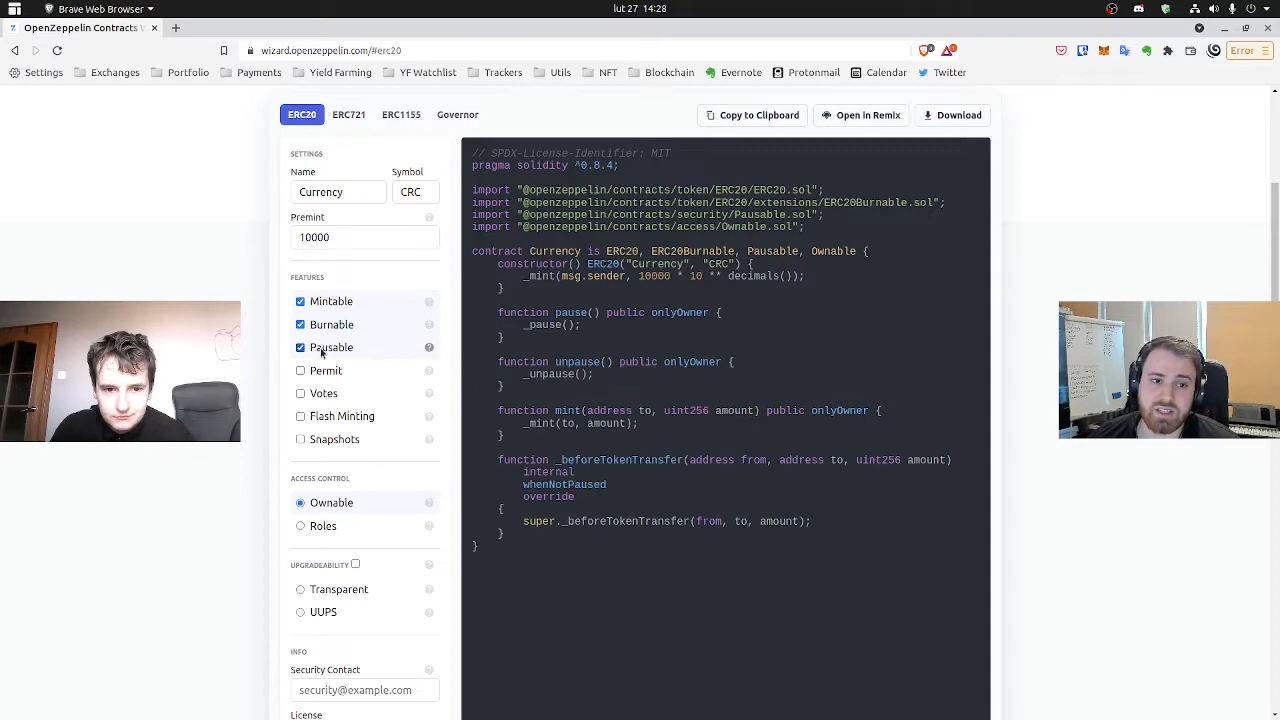 Brave Web Browser
lut 27 14:28
OpenZeppelin Contracts W
wizard.openzeppelin.com/#erc20
Error
Settings
Exchanges
Portfolio
Payments
Yield Farming
YF Watchlist
Trackers
Utils
NFT
Blockchain
Evernote
Protonmail
Calendar
Twitter
ERC20
ERC721
ERC1155
Governor
Copy to Clipboard
Open in Remix
Download
SETTINGS
Name
Symbol
Currency
CRC
Premint
10000
FEATURES
Mintable
Burnable
Pausable
Permit
Votes
Flash Minting
Snapshots
ACCESS CONTROL
Ownable
Roles
UPGRADEABILITY
Transparent
UUPS
INFO
Security Contact
security@example.com
License
// SPDX-License-Identifier: MIT
pragma solidity ^0.8.4;
import "@openzeppelin/contracts/token/ERC20/ERC20.sol";
import "@openzeppelin/contracts/token/ERC20/extensions/ERC20Burnable.sol";
import "@openzeppelin/contracts/security/Pausable.sol";
import "@openzeppelin/contracts/access/Ownable.sol";
contract Currency is ERC20, ERC20Burnable, Pausable, Ownable {
constructor() ERC20("Currency", "CRC") {
_mint(msg.sender, 10000 * 10 ** decimals());
}
function pause() public onlyOwner {
_pause();
}
function unpause() public onlyOwner {
_unpause();
}
function mint(address to, uint256 amount) public onlyOwner {
_mint(to, amount);
}
function _beforeTokenTransfer(address from, address to, uint256 amount)
internal
whenNotPaused
override
{
super._beforeTokenTransfer(from, to, amount);
}
}